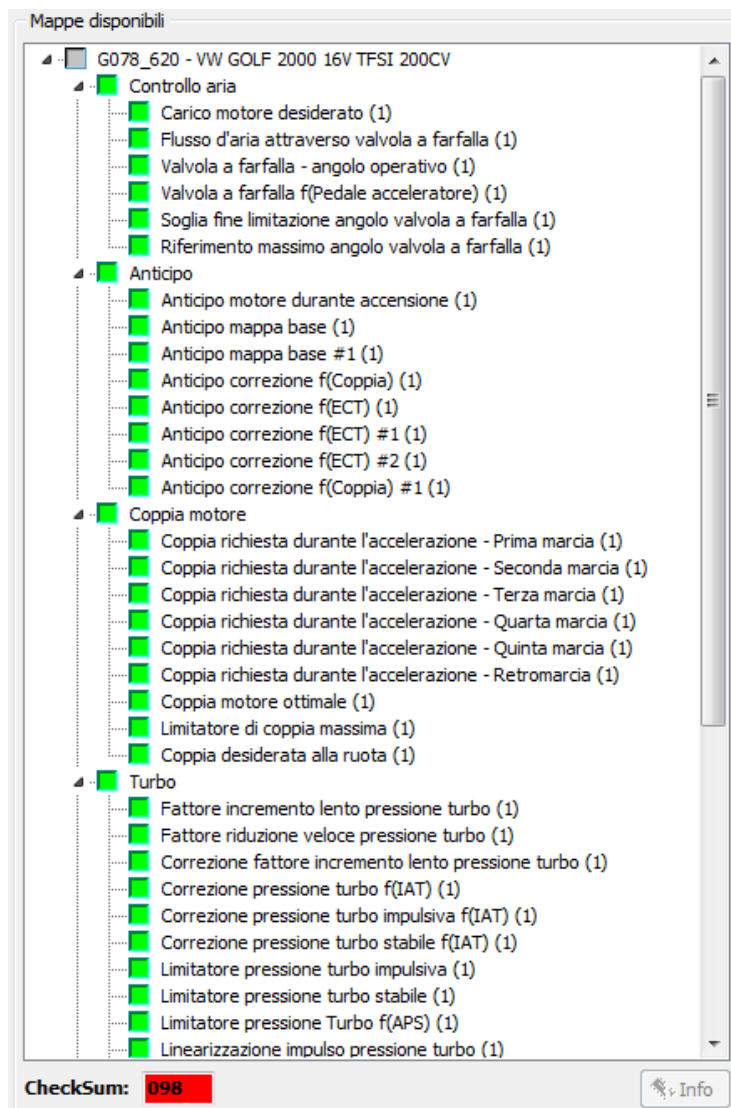 Mappe disponibili
G078_620 - VW GOLF 2000 16V TFSI 200CV
Controllo aria
Carico motore desiderato (1)
Flusso d'aria attraverso valvola a farfalla (1)
Valvola a farfalla - angolo operativo (1)
Valvola a farfalla f(Pedale acceleratore) (1)
Soglia fine limitazione angolo valvola a farfalla (1)
Riferimento massimo angolo valvola a farfalla (1)
Anticipo
Anticipo motore durante accensione (1)
Anticipo mappa base (1)
Anticipo mappa base #1 (1)
Anticipo correzione f(Coppia) (1)
Anticipo correzione f(ECT) (1)
Anticipo correzione f(ECT) #1 (1)
Anticipo correzione f(ECT) #2 (1)
Anticipo correzione f(Coppia) #1 (1)
Coppia motore
Coppia richiesta durante l'accelerazione - Prima marcia (1)
Coppia richiesta durante l'accelerazione - Seconda marcia (1)
Coppia richiesta durante l'accelerazione - Terza marcia (1)
Coppia richiesta durante l'accelerazione - Quarta marcia (1)
Coppia richiesta durante l'accelerazione - Quinta marcia (1)
Coppia richiesta durante l'accelerazione - Retromarcia (1)
Coppia motore ottimale (1)
Limitatore di coppia massima (1)
Coppia desiderata alla ruota (1)
Turbo
Fattore incremento lento pressione turbo (1)
Fattore riduzione veloce pressione turbo (1)
Correzione fattore incremento lento pressione turbo (1)
Correzione pressione turbo f(IAT) (1)
Correzione pressione turbo impulsiva f(IAT) (1)
Correzione pressione turbo stabile f(IAT) (1)
Limitatore pressione turbo impulsiva (1)
Limitatore pressione turbo stabile (1)
Limitatore pressione Turbo f(APS) (1)
Linearizzazione impulso pressione turbo (1)
CheckSum: 098 Info